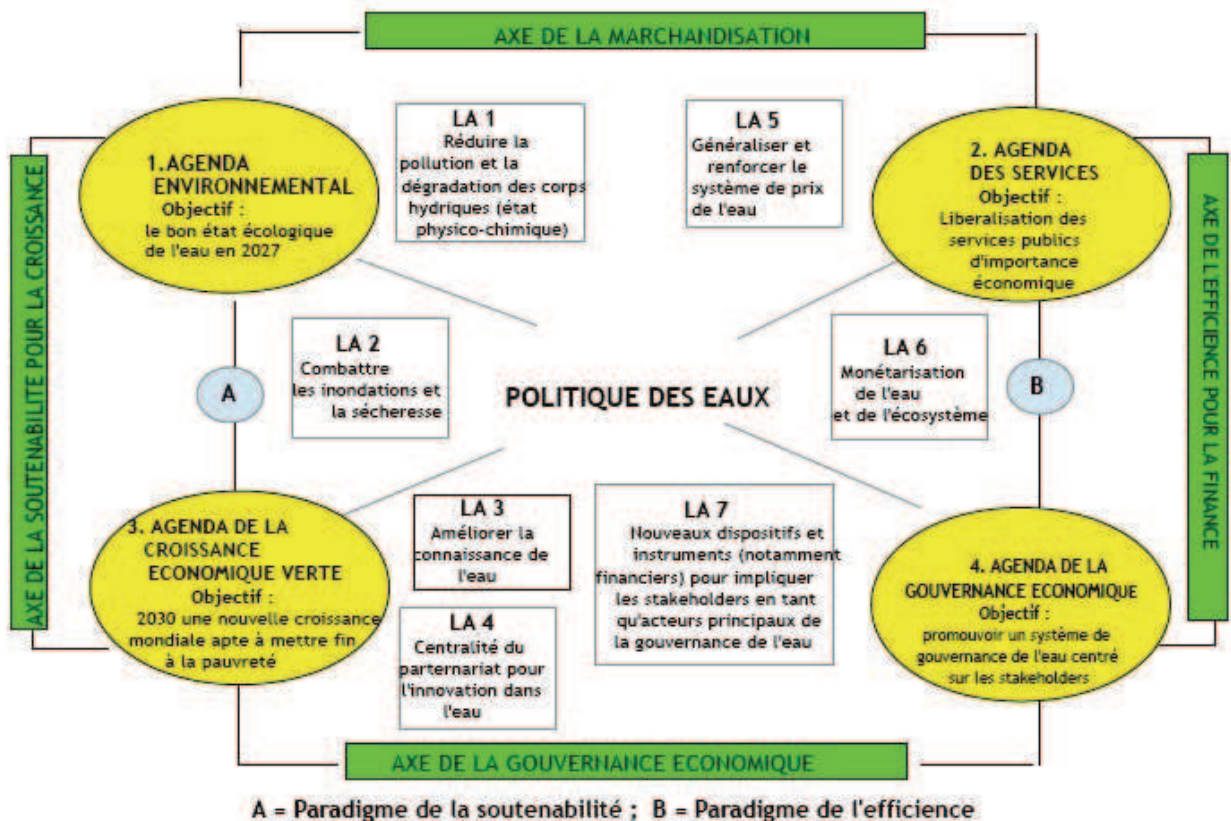 AXE DE LA MARCHANDISATION
AXE DE LA SOUTENABILITE POUR LA CROISSANCE
1.AGENDA
ENVIRONNEMENTAL
Objectif :
le bon état écologique
de l'eau en 2027
LA 1
Réduire la
pollution et la
dégradation des corps
hydriques (état
physico-chimique)
LA 5
Généraliser et
renforcer le
système de prix
de l'eau
2. AGENDA
DES SERVICES
Objectif :
Liberalisation des
services publics
d'importance
économique
AXE DE L'EFFICIENCE POUR LA FINANCE
A
LA 2
Combattre
les inondations et
la sécheresse
POLITIQUE DES EAUX
LA 6
Monétarisation
de l'eau
et de l'écosystème
B
3. AGENDA DE LA
CROISSANCE
ECONOMIQUE VERTE
Objectif :
2030 une nouvelle croissance
mondiale apte à mettre fin
à la pauvreté
LA 3
Améliorer la
connaissance de
l'eau
LA 4
Centralité du
parternariat pour
l'innovation dans
l'eau
LA 7
Nouveaux dispositifs et
instruments (notamment
financiers) pour impliquer
les stakeholders en tant
qu'acteurs principaux de
la gouvernance de l'eau
4. AGENDA DE LA
GOUVERNANCE ECONOMIQUE
Objectif :
promouvoir un système de
gouvernance de l'eau centré
sur les stakeholders
AXE DE LA GOUVERNANCE ECONOMIQUE
A = Paradigme de la soutenabilité ; B = Paradigme de l'efficience